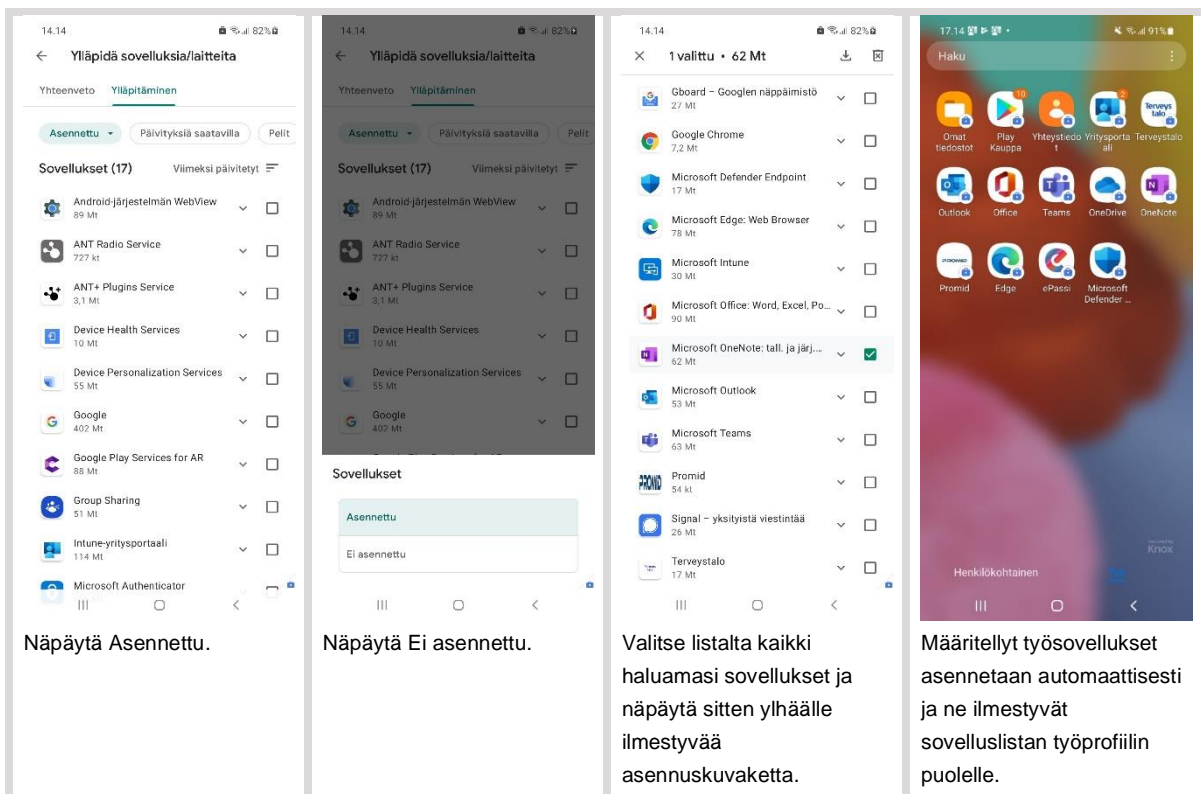 14.14
82%
Ylläpidä sovelluksia/laitteita
Yhteenveto Ylläpitäminen
Asennettu Päivityksiä saatavilla Pelit
Sovellukset (17) Viimeksi päivitetyt
Android-järjestelmän WebView
89 Mt
ANT Radio Service
727 kt
ANT+ Plugins Service
3,1 Mt
Device Health Services
10 Mt
Device Personalization Services
55 Mt
Google
402 Mt
Google Play Services for AR
88 Mt
Group Sharing
51 Mt
Intune-yritysportaali
114 Mt
Microsoft Authenticator
Näpäytä Asennettu.
14.14
82%
Ylläpidä sovelluksia/laitteita
Yhteenveto Ylläpitäminen
Asennettu Päivityksiä saatavilla Pelit
Sovellukset (17) Viimeksi päivitetyt
Android-järjestelmän WebView
89 Mt
ANT Radio Service
727 kt
ANT+ Plugins Service
3,1 Mt
Device Health Services
10 Mt
Device Personalization Services
55 Mt
Google
402 Mt
Sovellukset
Asennettu
Ei asennettu
Näpäytä Ei asennettu.
14.14
82%
1 valittu • 62 Mt
Gboard – Googlen näppäimistö
27 Mt
Google Chrome
7,2 Mt
Microsoft Defender Endpoint
17 Mt
Microsoft Edge: Web Browser
78 Mt
Microsoft Intune
30 Mt
Microsoft Office: Word, Excel, Po...
90 Mt
Microsoft OneNote: tall. ja järj....
62 Mt
Microsoft Outlook
53 Mt
Microsoft Teams
63 Mt
PROMID
Promid
54 kt
Signal – yksityistä viestintää
26 Mt
Terveystalo
17 Mt
Valitse listalta kaikki
haluamasi sovellukset ja
näpäytä sitten ylhäälle
ilmestyvää
asennuskuvaketta.
17.14
91%
Haku
10
2
Terveys
talo
Omat
tiedostot
Play
Kauppa
Yhteystiedo
t
Yritysporta
ali
Terveystalo
Outlook Office Teams OneDrive OneNote
PROMID
Promid Edge ePassi Microsoft
Defender ...
Secured by
Knox
Henkilökohtainen
Määritellyt työsovellukset
asennetaan automaattisesti
ja ne ilmestyvät
sovelluslistan työprofiilin
puolelle.